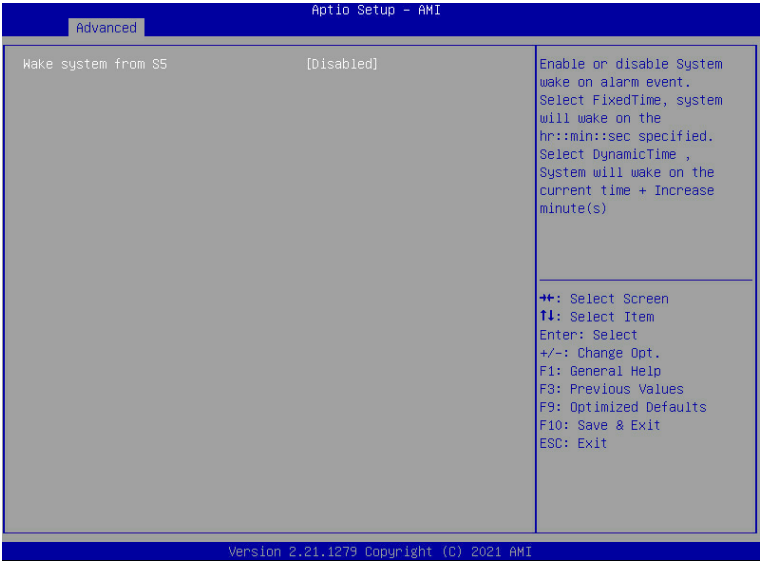 Aptio Setup – AMI
Advanced
Wake system from S5 [Disabled]
Enable or disable System
wake on alarm event.
Select FixedTime, system
will wake on the
hr::min::sec specified.
Select DynamicTime ,
System will wake on the
current time + Increase
minute(s)
→←: Select Screen
↑↓: Select Item
Enter: Select
+/-: Change Opt.
F1: General Help
F3: Previous Values
F9: Optimized Defaults
F10: Save & Exit
ESC: Exit
Version 2.21.1279 Copyright (C) 2021 AMI